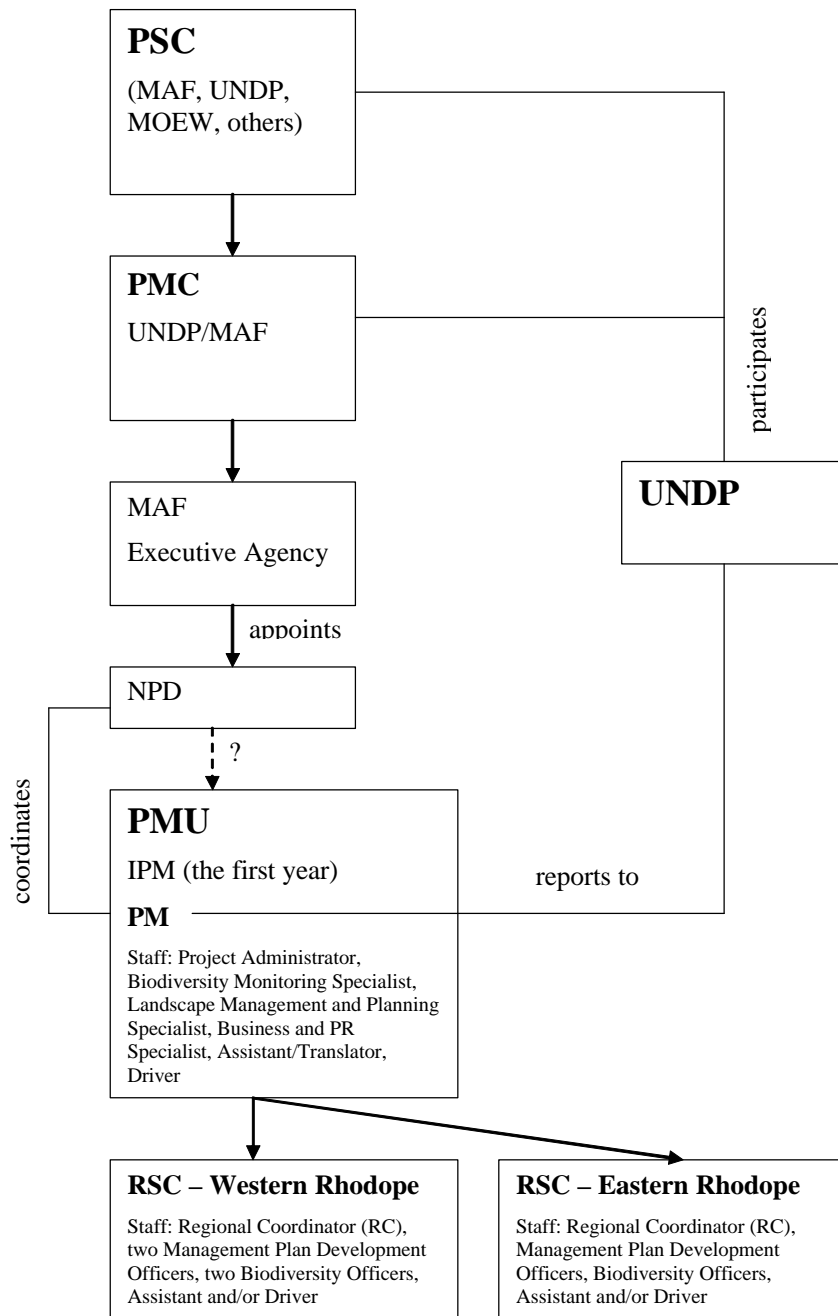 PSC
(MAF, UNDP,
MOEW, others)
PMC
UNDP/MAF
participates
UNDP
MAF
Executive Agency
appoints
NPD
?
coordinates
PMU
IPM (the first year)
reports to
PM
Staff: Project Administrator,
Biodiversity Monitoring Specialist,
Landscape Management and Planning
Specialist, Business and PR
Specialist, Assistant/Translator,
Driver
RSC – Western Rhodope
Staff: Regional Coordinator (RC),
two Management Plan Development
Officers, two Biodiversity Officers,
Assistant and/or Driver
RSC – Eastern Rhodope
Staff: Regional Coordinator (RC),
Management Plan Development
Officers, Biodiversity Officers,
Assistant and/or Driver